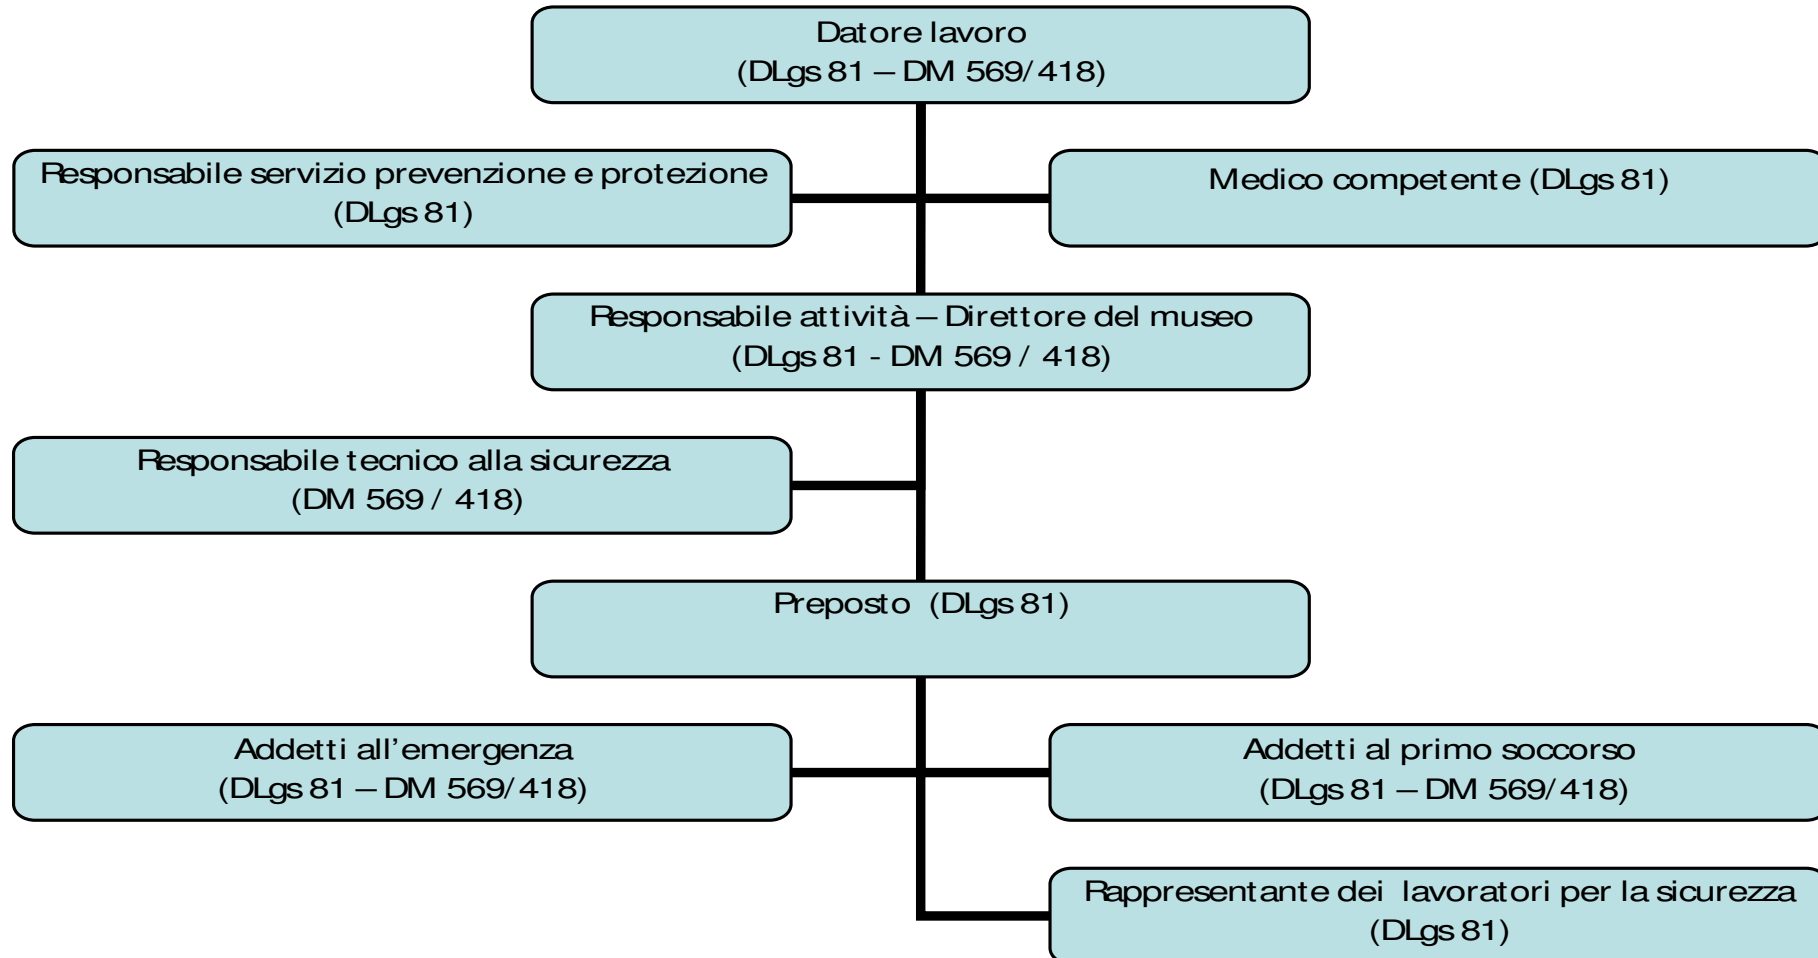 Datore lavoro
(DLgs 81 – DM 569/418)
Responsabile servizio prevenzione e protezione
(DLgs 81)
Medico competente (DLgs 81)
Responsabile attività – Direttore del museo
(DLgs 81 - DM 569 / 418)
Responsabile tecnico alla sicurezza
(DM 569 / 418)
Preposto (DLgs 81)
Addetti all’emergenza
(DLgs 81 – DM 569/418)
Addetti al primo soccorso
(DLgs 81 – DM 569/418)
Rappresentante dei lavoratori per la sicurezza
(DLgs 81)